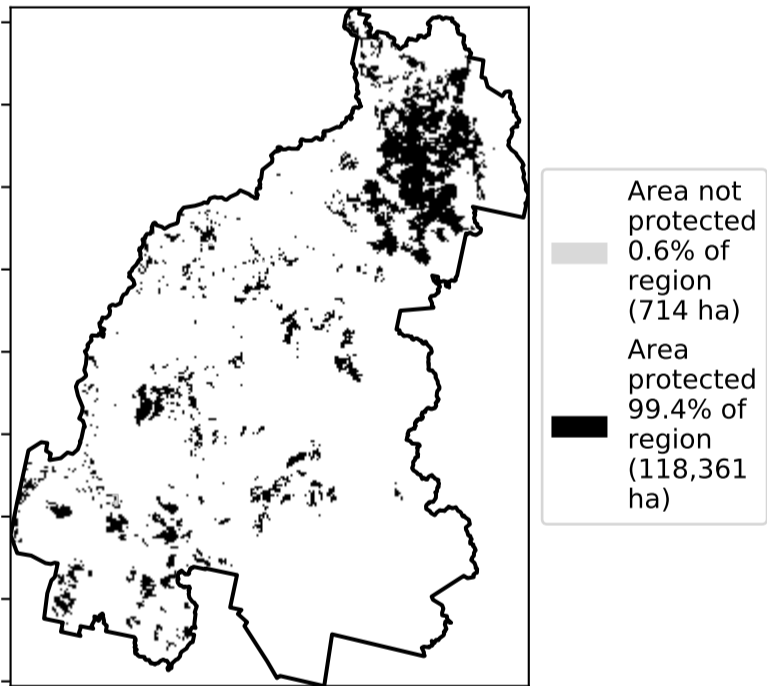 Area not
protected
0.6% of
region
(714 ha)
Area
protected
99.4% of
region
(118,361
ha)